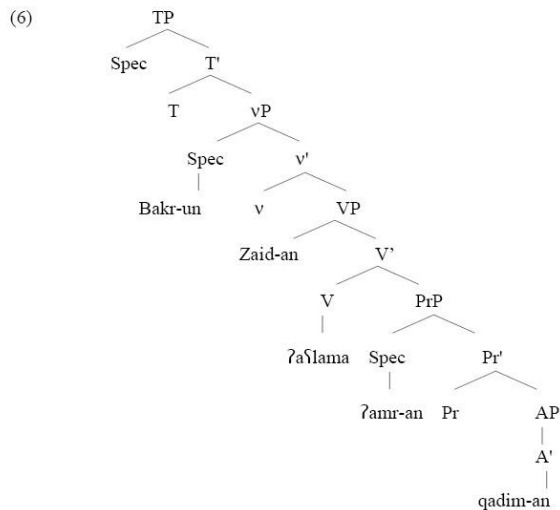 (6)
TP
Spec T'
T vP
Spec v'
Bakr-un v VP
Zaid-an V’
V PrP
ʔaʕlama Spec Pr'
ʔamr-an Pr AP
A'
qadim-an